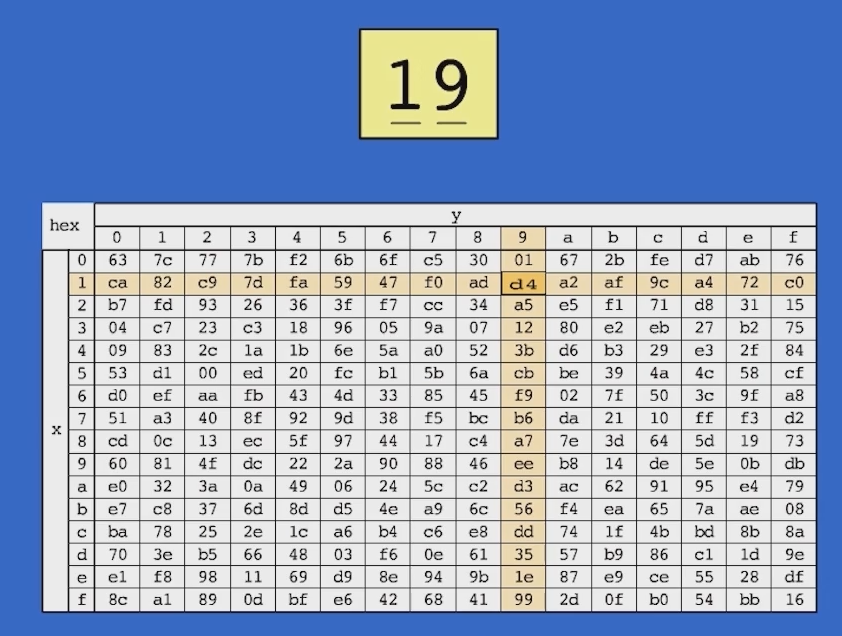 19
hex y
0 1 2 3 4 5 6 7 8 9 a b c d e f
0 63 7c 77 7b f2 6b 6f c5 30 01 67 2b fe d7 ab 76
1 ca 82 c9 7d fa 59 47 f0 ad d4 a2 af 9c a4 72 c0
2 b7 fd 93 26 36 3f f7 cc 34 a5 e5 f1 71 d8 31 15
3 04 c7 23 c3 18 96 05 9a 07 12 80 e2 eb 27 b2 75
4 09 83 2c 1a 1b 6e 5a a0 52 3b d6 b3 29 e3 2f 84
5 53 d1 00 ed 20 fc b1 5b 6a cb be 39 4a 4c 58 cf
6 d0 ef aa fb 43 4d 33 85 45 f9 02 7f 50 3c 9f a8
x 7 51 a3 40 8f 92 9d 38 f5 bc b6 da 21 10 ff f3 d2
8 cd 0c 13 ec 5f 97 44 17 c4 a7 7e 3d 64 5d 19 73
9 60 81 4f dc 22 2a 90 88 46 ee b8 14 de 5e 0b db
a e0 32 3a 0a 49 06 24 5c c2 d3 ac 62 91 95 e4 79
b e7 c8 37 6d 8d d5 4e a9 6c 56 f4 ea 65 7a ae 08
c ba 78 25 2e 1c a6 b4 c6 e8 dd 74 1f 4b bd 8b 8a
d 70 3e b5 66 48 03 f6 0e 61 35 57 b9 86 c1 1d 9e
e e1 f8 98 11 69 d9 8e 94 9b 1e 87 e9 ce 55 28 df
f 8c a1 89 0d bf e6 42 68 41 99 2d 0f b0 54 bb 16